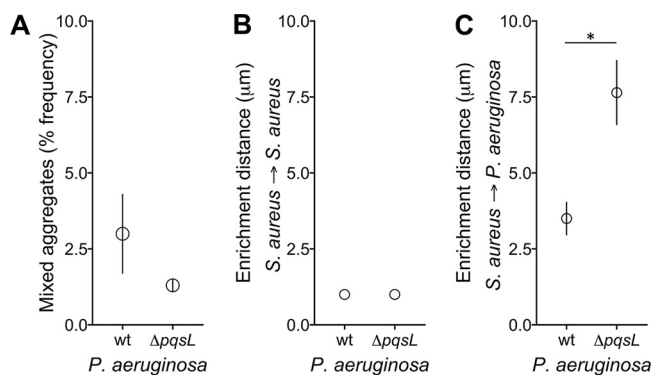 A
Mixed aggregates (% frequency)
10.0
7.5
5.0
2.5
0.0
wt ΔpqsL
P. aeruginosa
B
Enrichment distance (μm)
S. aureus → S. aureus
10.0
7.5
5.0
2.5
0.0
wt ΔpqsL
P. aeruginosa
C
Enrichment distance (μm)
S. aureus → P. aeruginosa
10.0
7.5
5.0
2.5
0.0
*
wt ΔpqsL
P. aeruginosa